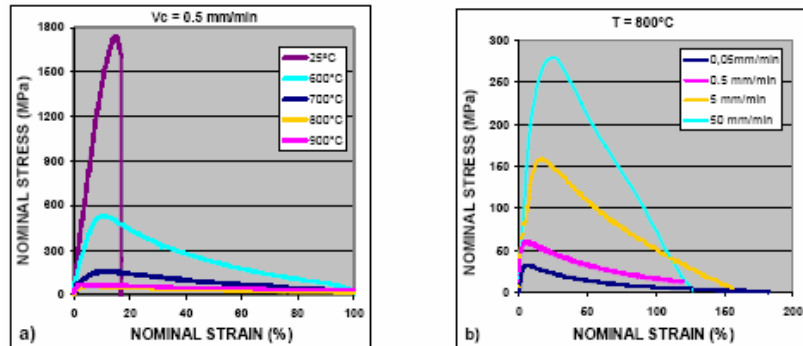 Vc = 0.5 mm/min
NOMINAL STRESS (MPa)
1800
1500
1200
900
600
300
0
25°C
600°C
700°C
800°C
900°C
0 20 40 60 80 100
a) NOMINAL STRAIN (%)
T = 800°C
NOMINAL STRESS (MPa)
300
250
200
150
100
50
0
0,05mm/min
0.5 mm/min
5 mm/min
50 mm/min
0 50 100 150 200
b) NOMINAL STRAIN (%)